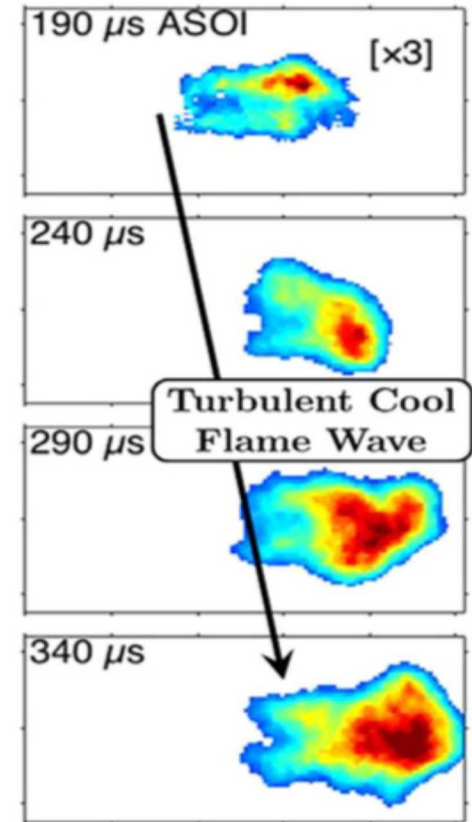 190 µs ASOI
[×3]
240 µs
Turbulent Cool
Flame Wave
290 µs
340 µs